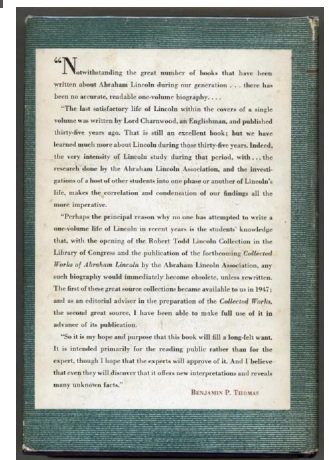 “Notwithstanding the great number of books that have been
written about Abraham Lincoln during our generation . . . there has
been no accurate, readable one-volume biography. . . .
“The last satisfactory life of Lincoln within the covers of a single
volume was written by Lord Charnwood, an Englishman, and published
thirty-five years ago. That is still an excellent book; but we have
learned much more about Lincoln during those thirty-five years. Indeed,
the very intensity of Lincoln study during that period, with . . . the
research done by the Abraham Lincoln Association, and the investi-
gations of a host of other students into one phase or another of Lincoln's
life, makes the correlation and condensation of our findings all the
more imperative.
“Perhaps the principal reason why no one has attempted to write a
one-volume life of Lincoln in recent years is the students' knowledge
that, with the opening of the Robert Todd Lincoln Collection in the
Library of Congress and the publication of the forthcoming Collected
Works of Abraham Lincoln by the Abraham Lincoln Association, any
such biography would immediately become obsolete, unless rewritten.
The first of these great source collections became available to us in 1947;
and as an editorial adviser in the preparation of the Collected Works,
the second great source, I have been able to make full use of it in
advance of its publication.
“So it is my hope and purpose that this book will fill a long-felt want.
It is intended primarily for the reading public rather than for the
expert, though I hope that the experts will approve of it. And I believe
that even they will discover that it offers new interpretations and reveals
many unknown facts.”
BENJAMIN P. THOMAS